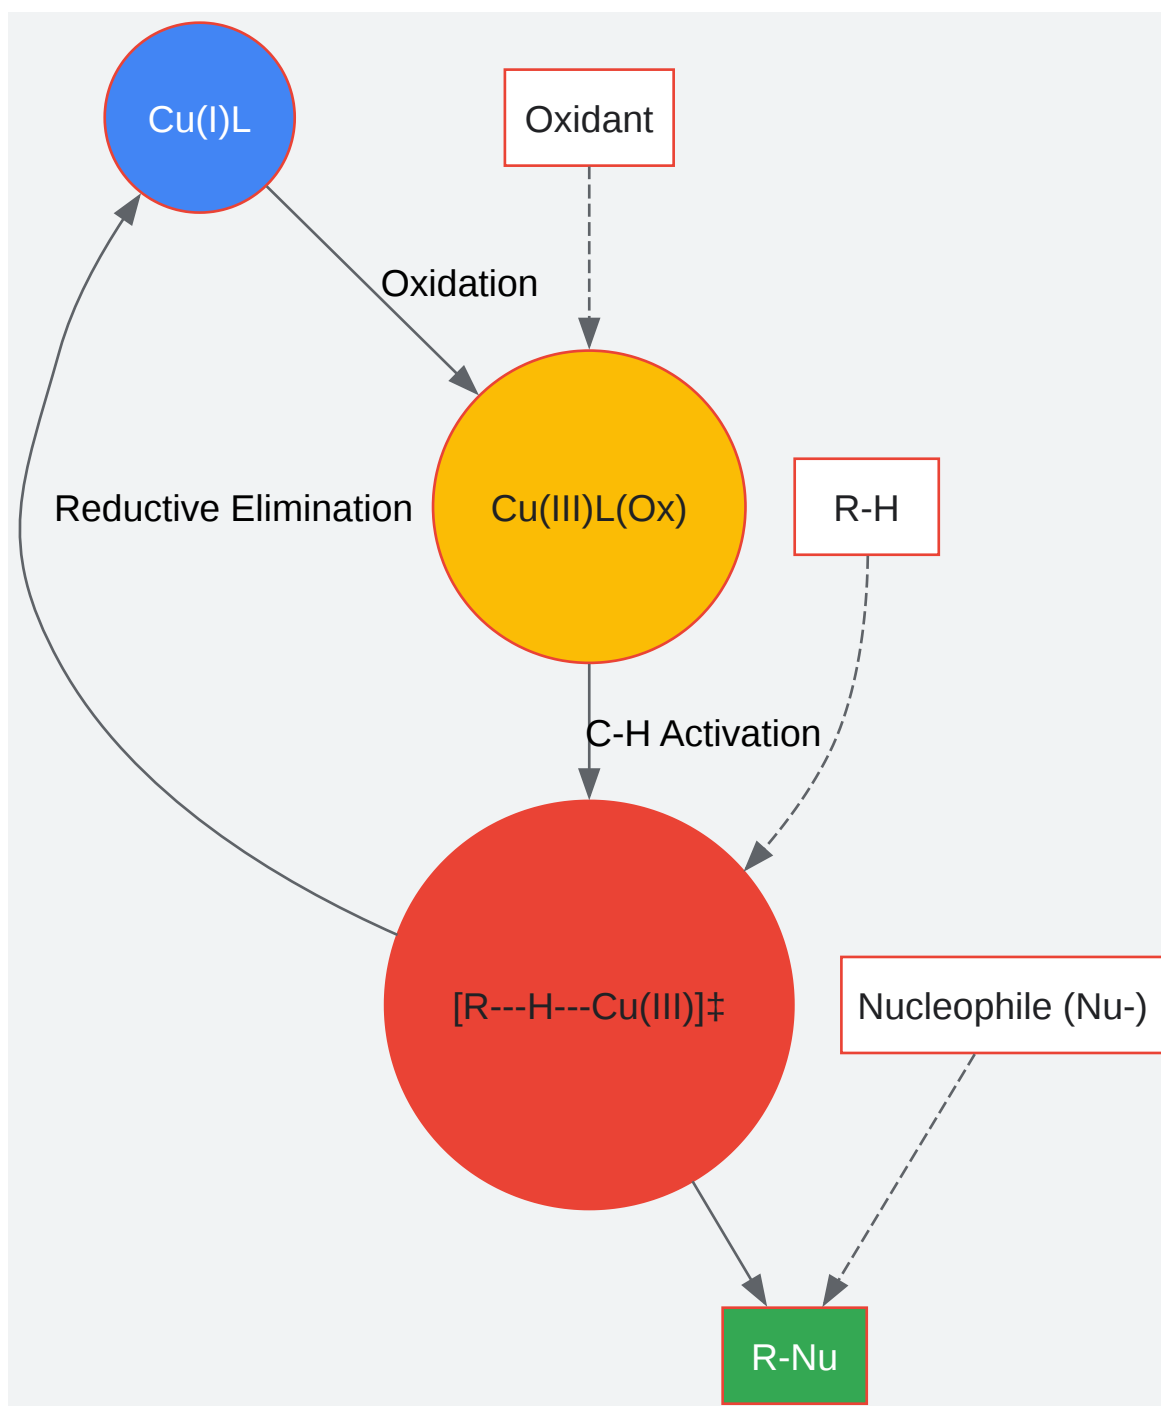 Cu(I)L
Oxidant
Oxidation
Reductive Elimination
Cu(III)L(Ox)
R-H
C-H Activation
[R---H---Cu(III)]‡
Nucleophile (Nu-)
R-Nu